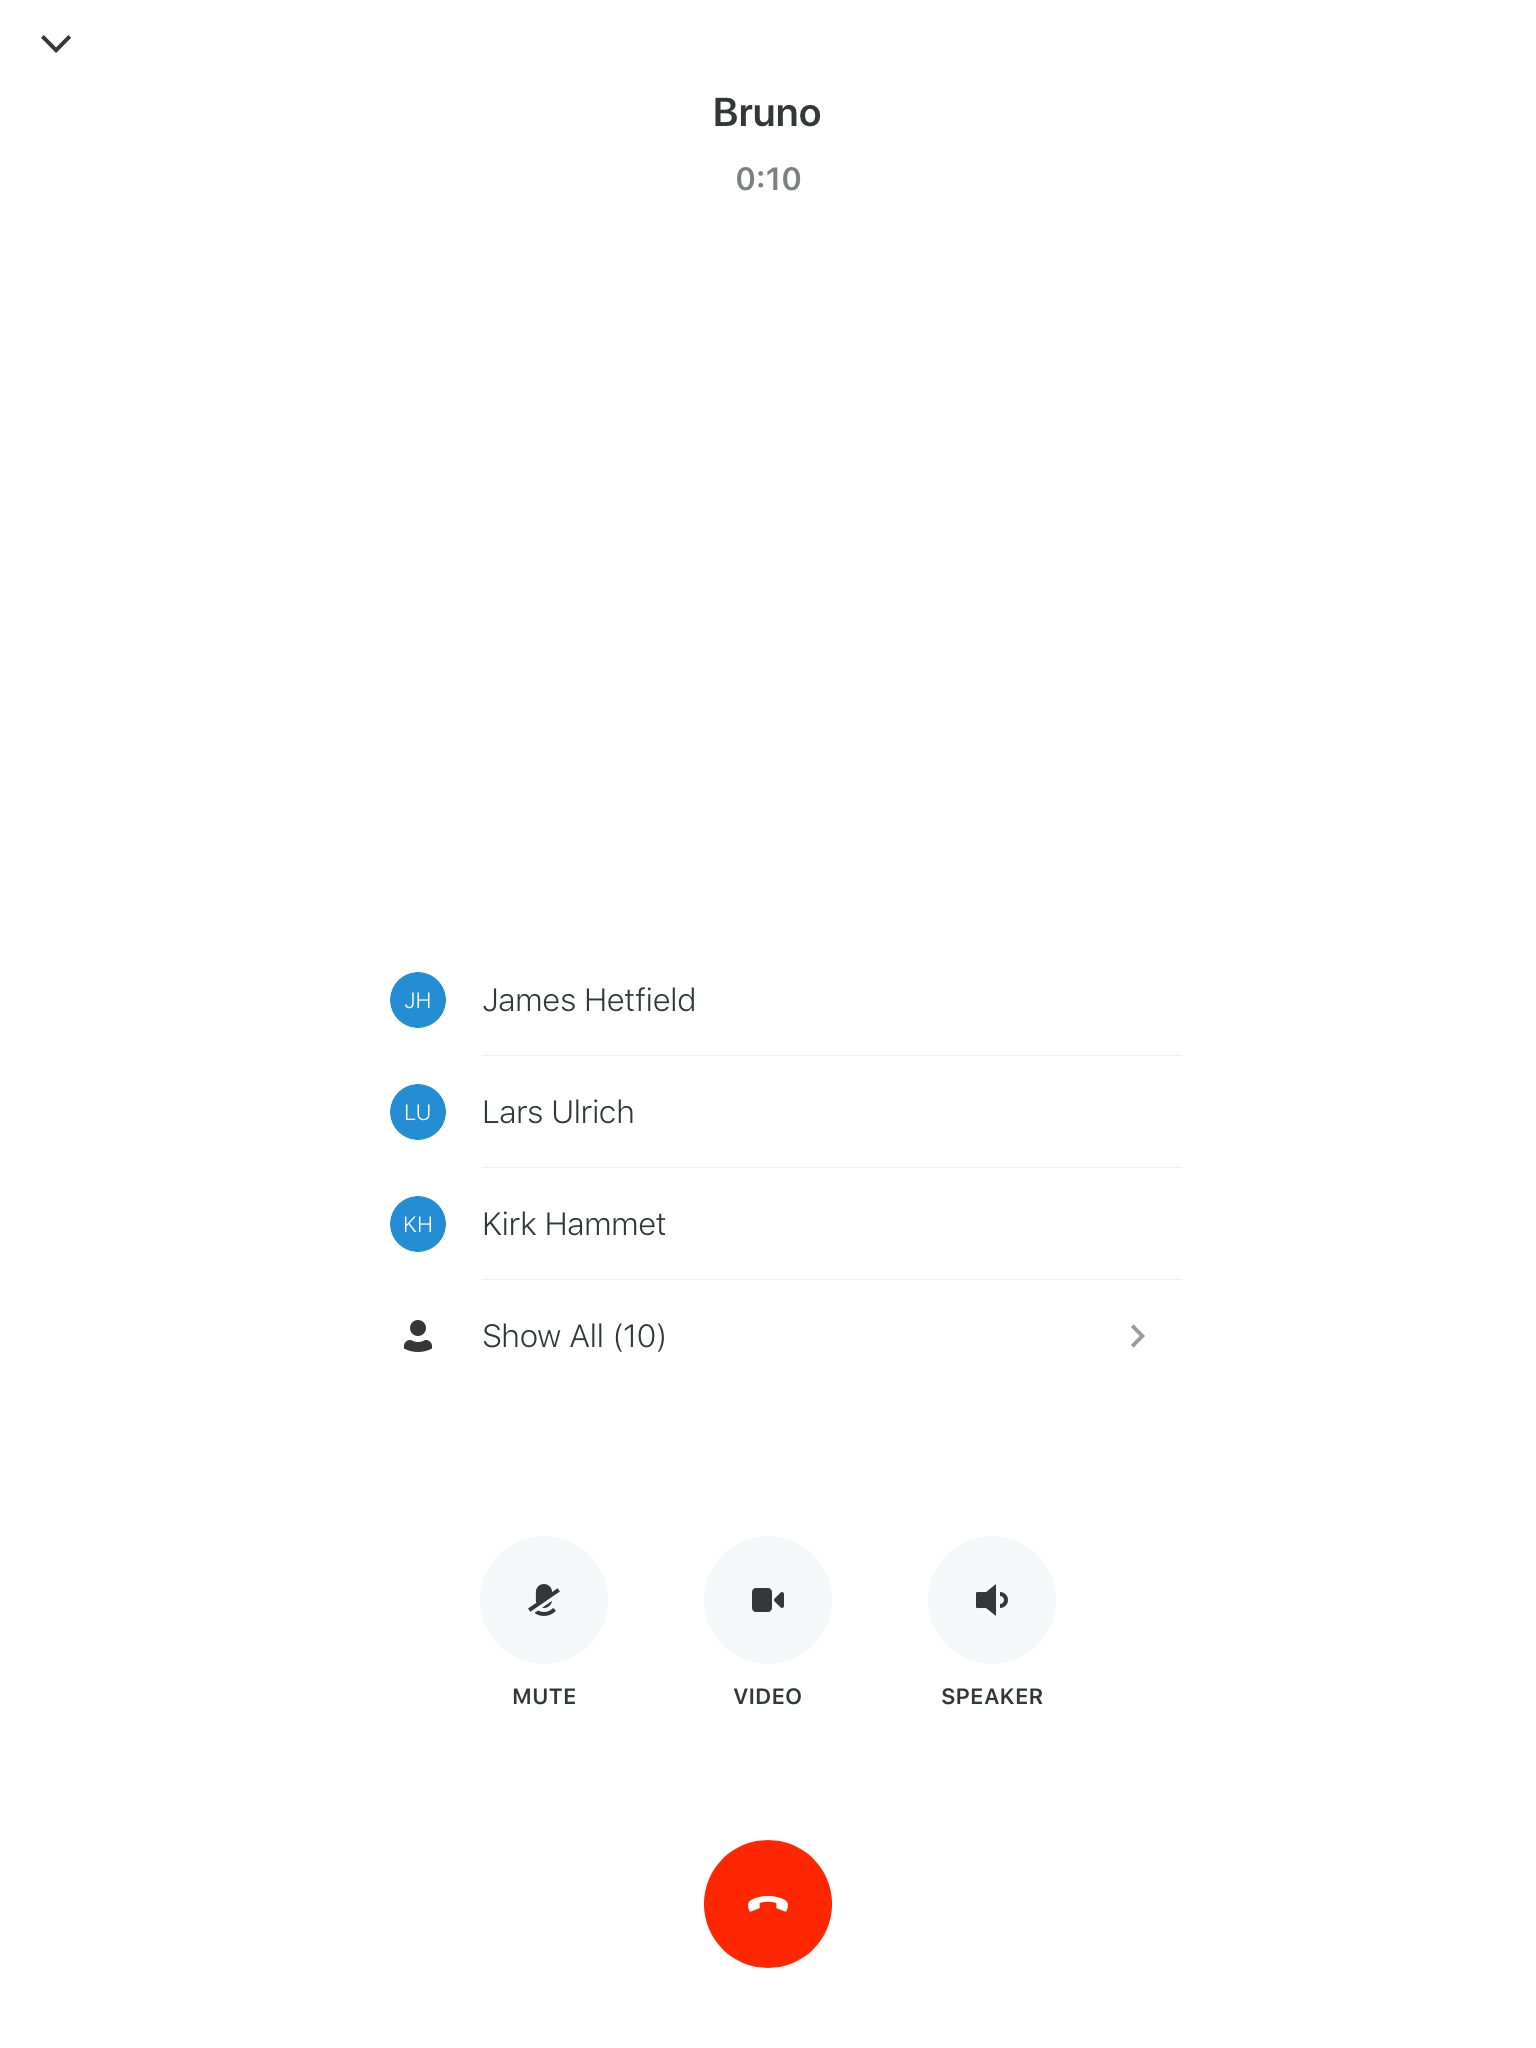 Bruno
0:10
JH James Hetfield
LU Lars Ulrich
KH Kirk Hammet
Show All (10)
MUTE VIDEO SPEAKER